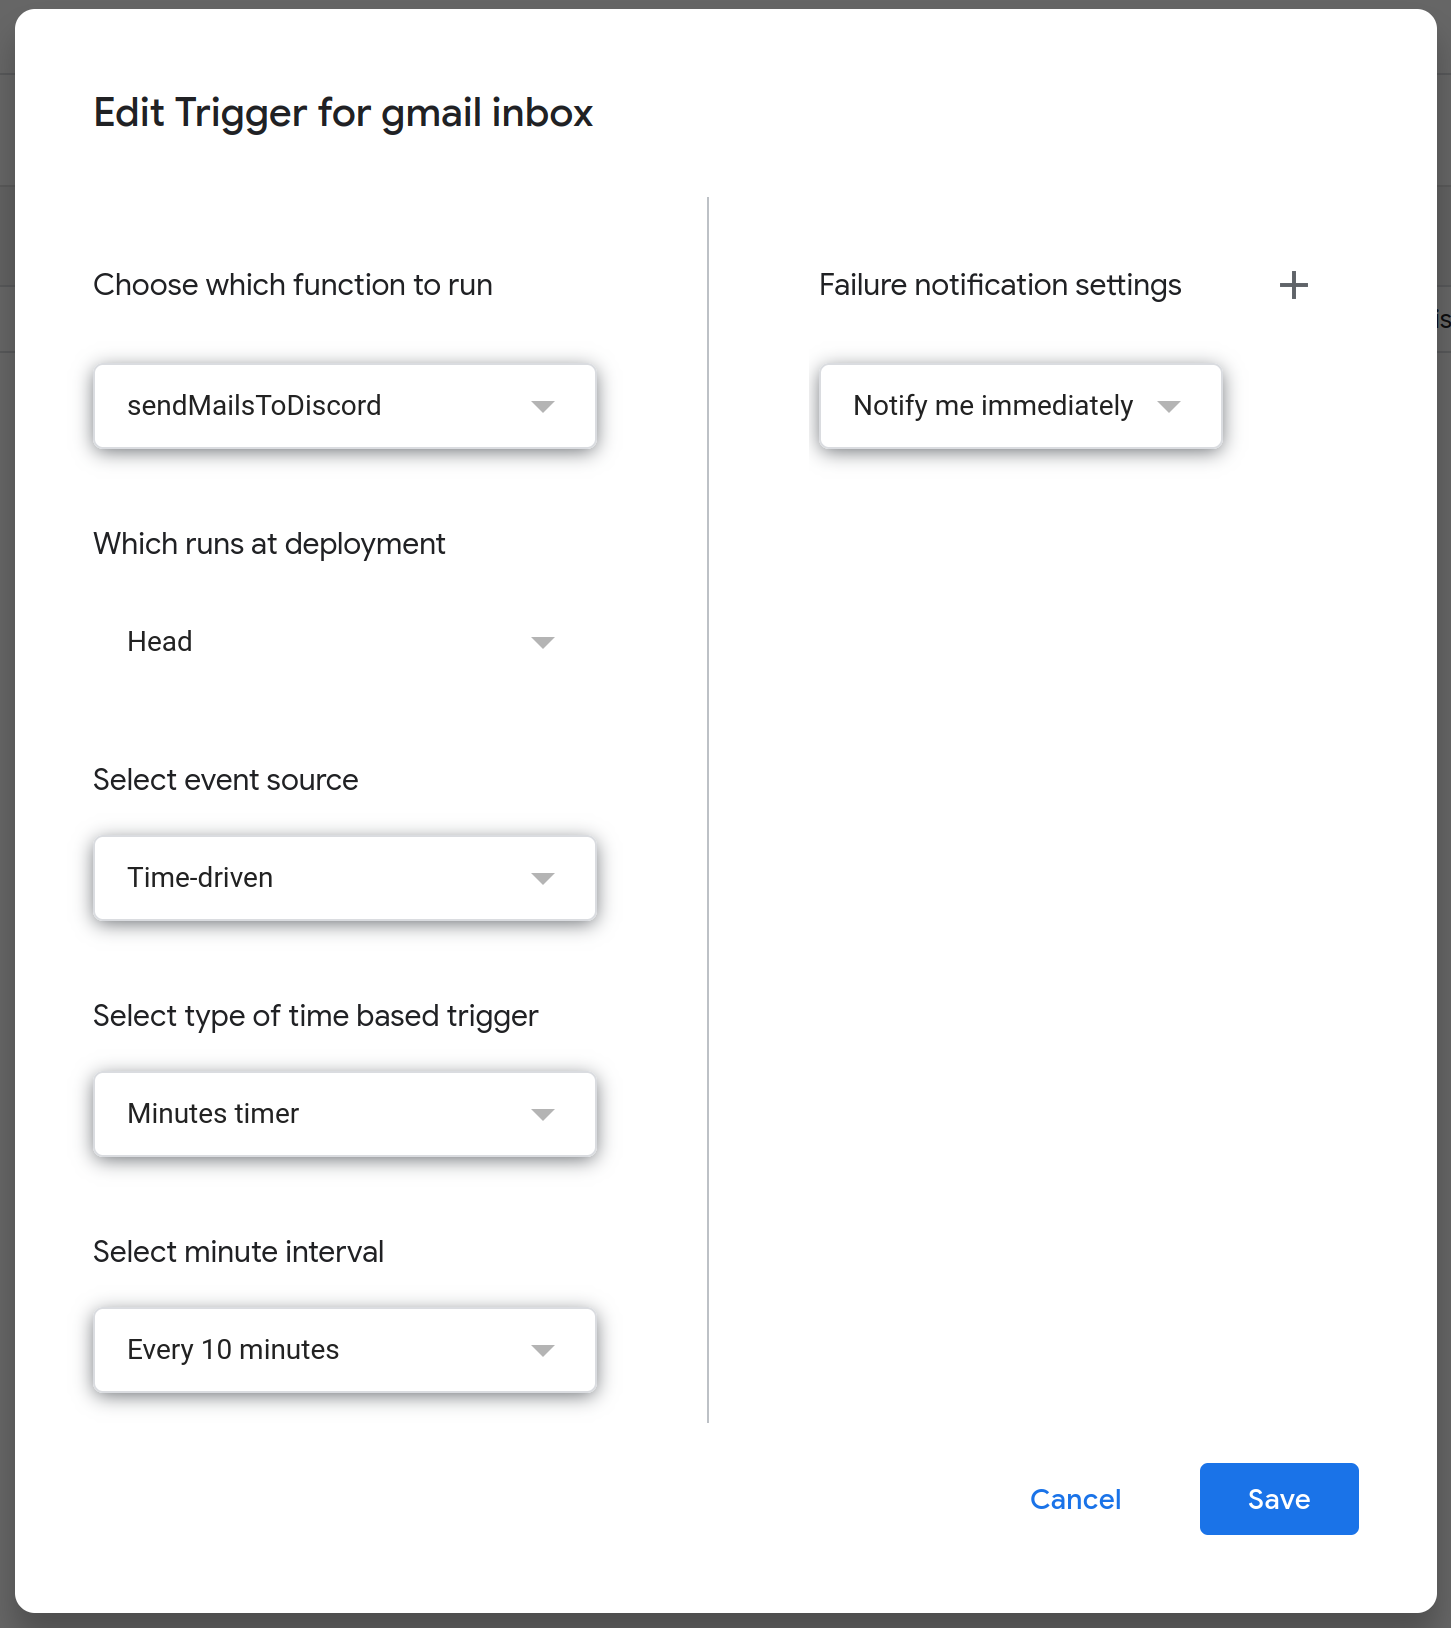 Edit Trigger for gmail inbox
Choose which function to run
sendMailsToDiscord
Which runs at deployment
Head
Select event source
Time-driven
Select type of time based trigger
Minutes timer
Select minute interval
Every 10 minutes
Failure notification settings
Notify me immediately
is
Cancel
Save